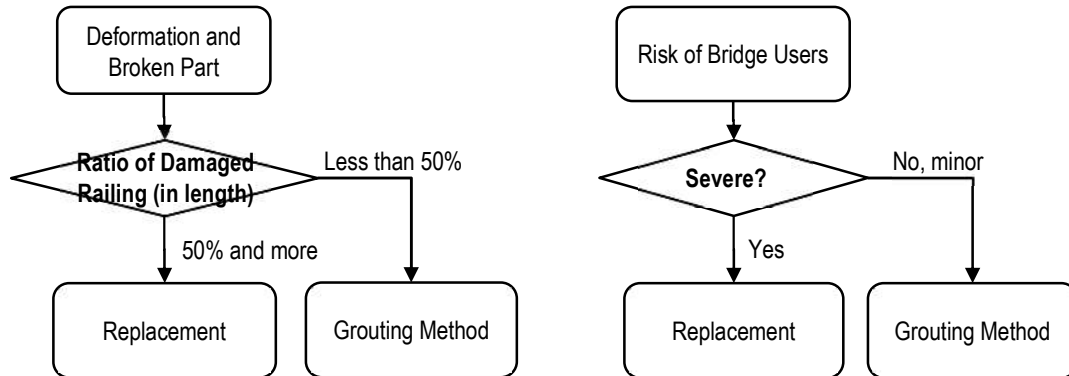 Deformation and
Broken Part
Ratio of Damaged
Railing (in length)
Less than 50%
50% and more
Replacement
Grouting Method
Risk of Bridge Users
Severe?
No, minor
Yes
Replacement
Grouting Method